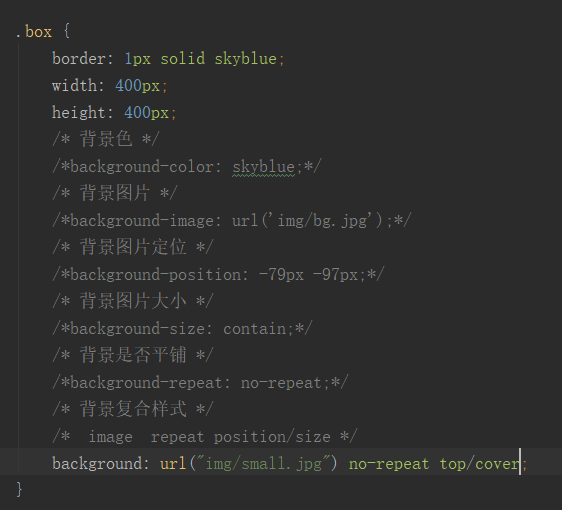 .box {
border: 1px solid skyblue;
width: 400px;
height: 400px;
/* 背景色 */
/*background-color: skyblue;*/
/* 背景图片 */
/*background-image: url('img/bg.jpg');*/
/* 背景图片定位 */
/*background-position: -79px -97px;*/
/* 背景图片大小 */
/*background-size: contain;*/
/* 背景是否平铺 */
/*background-repeat: no-repeat;*/
/* 背景复合样式 */
/*  image  repeat position/size */
background: url("img/small.jpg") no-repeat top/cover;
}